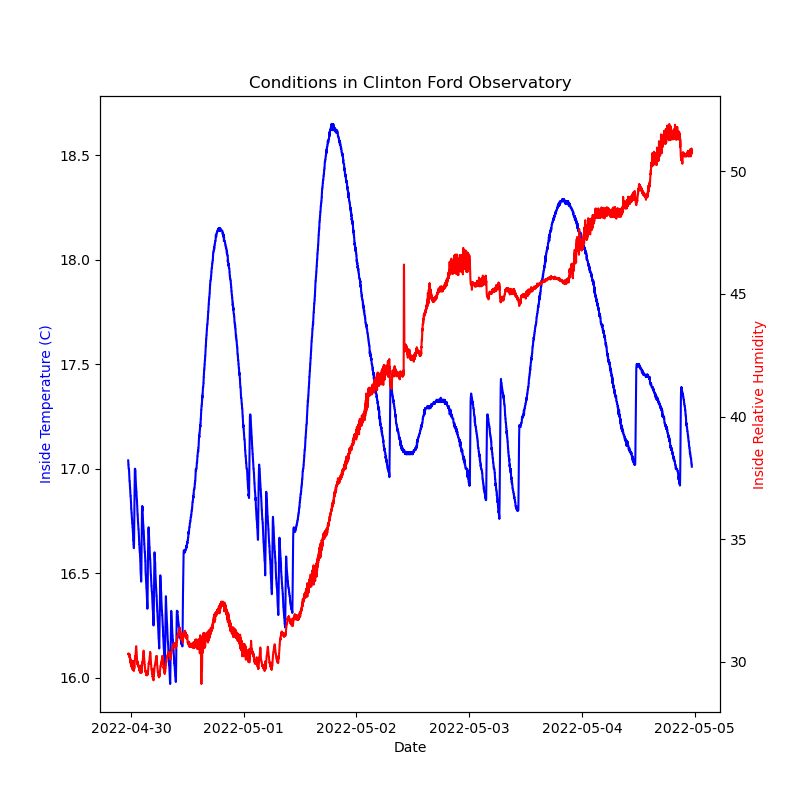 Conditions in Clinton Ford Observatory
Inside Temperature (C)
18.5
18.0
17.5
17.0
16.5
16.0
50
45
40
35
30
Inside Relative Humidity
2022-04-30 2022-05-01 2022-05-02 2022-05-03 2022-05-04 2022-05-05
Date